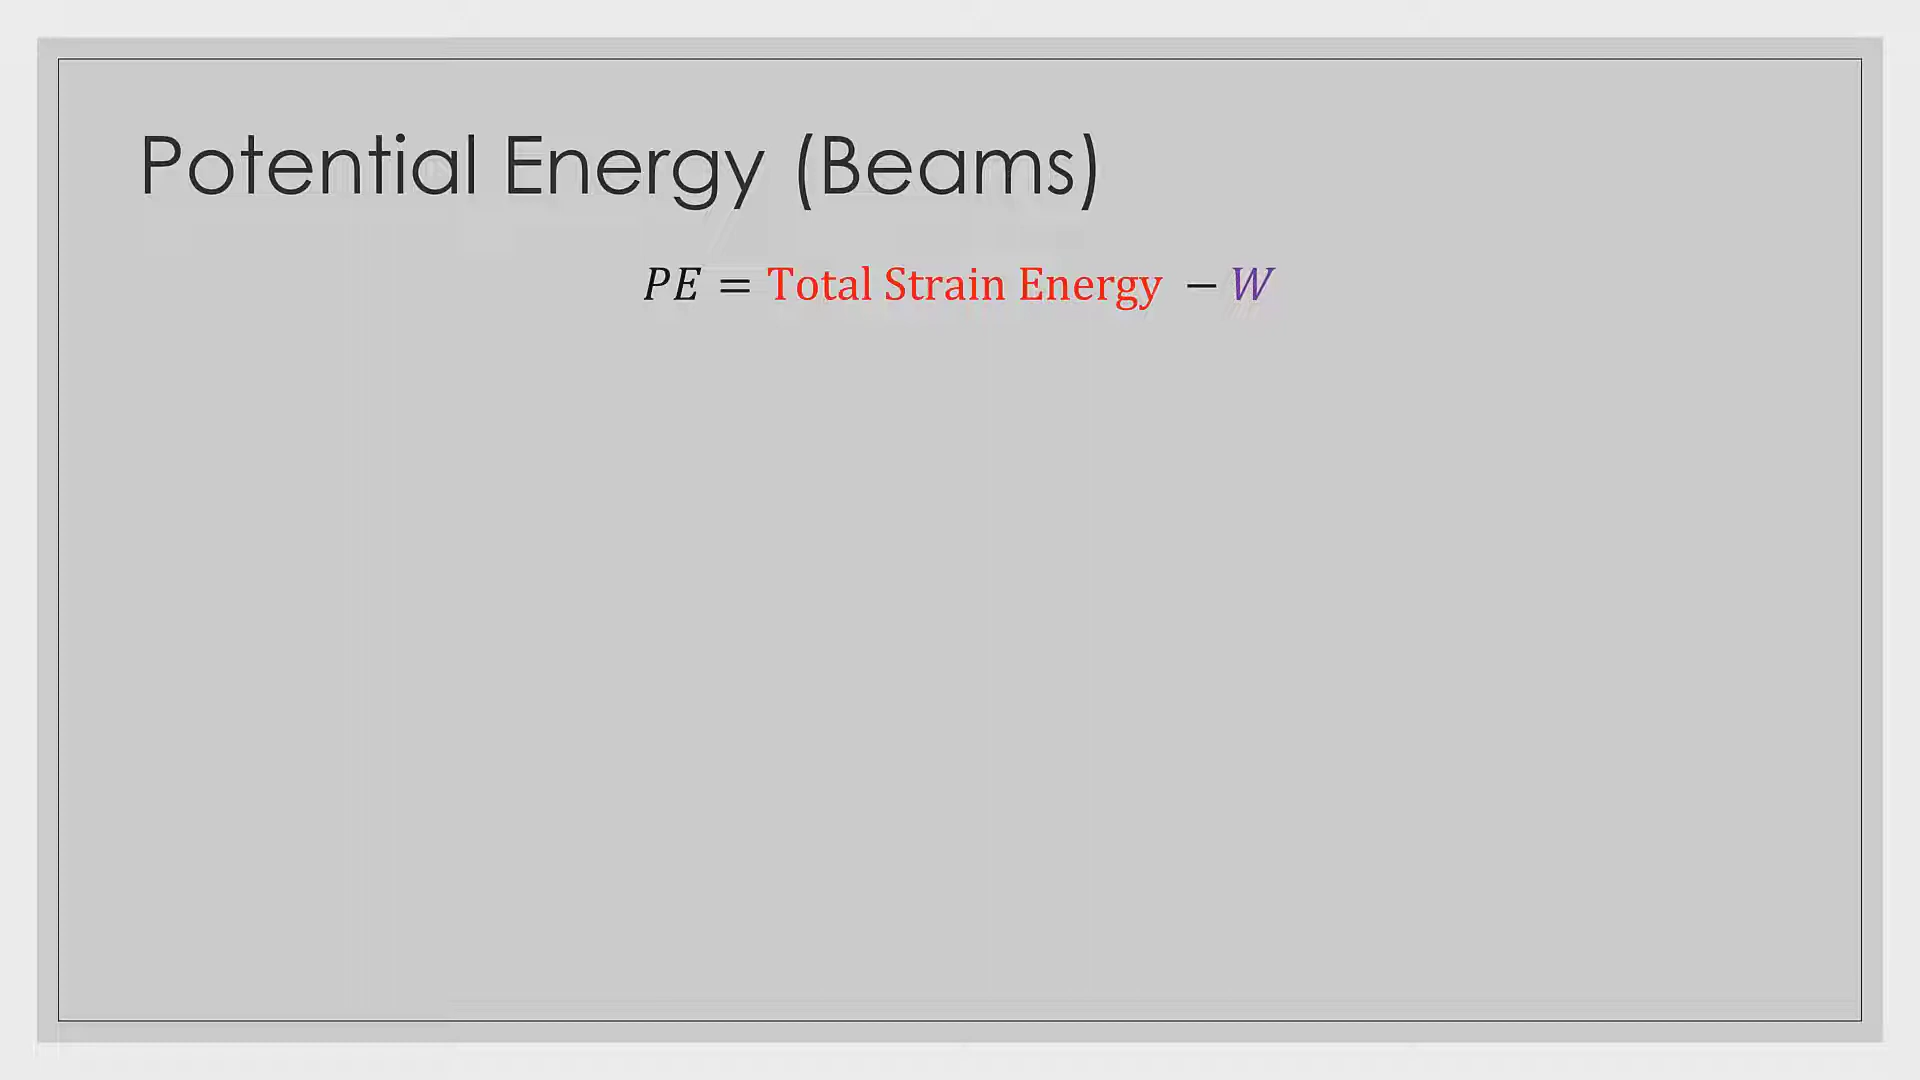 Potential Energy (Beams)
PE = Total Strain Energy − W